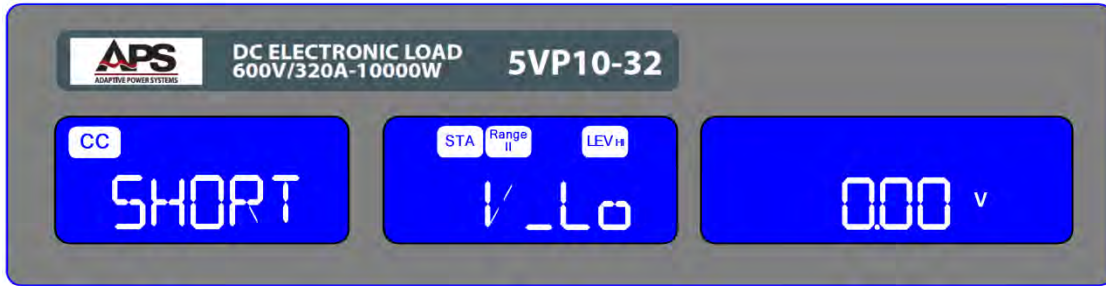 APS
ADAPTIVE POWER SYSTEMS
DC ELECTRONIC LOAD
600V/320A-10000W
5VP10-32
CC
SHORT
STA Range II LEV HI
V_Lo
0.00 V